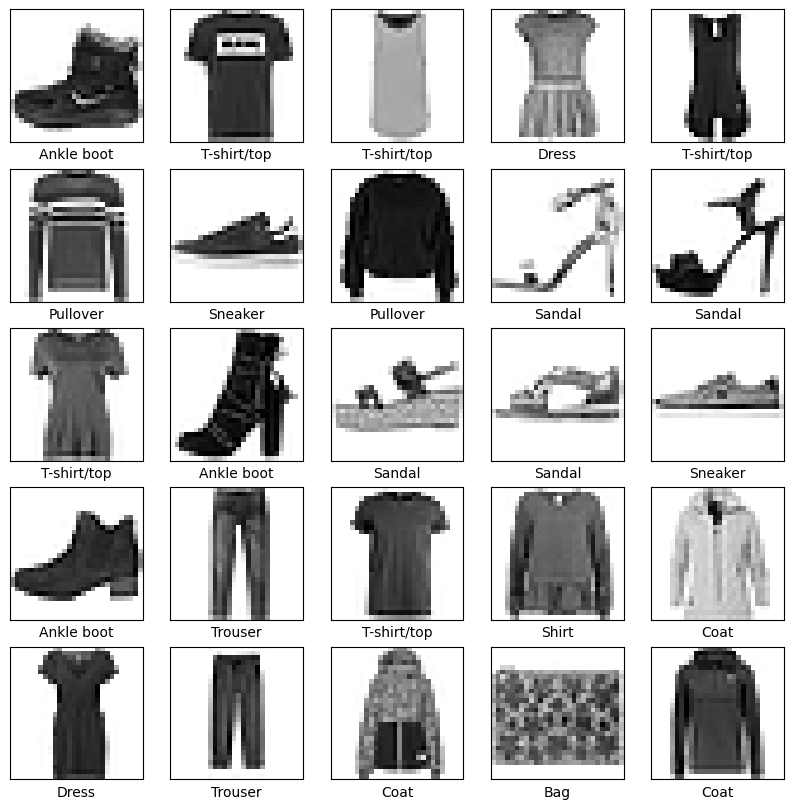 Ankle boot
T-shirt/top
T-shirt/top
Dress
T-shirt/top
Pullover
Sneaker
Pullover
Sandal
Sandal
T-shirt/top
Ankle boot
Sandal
Sandal
Sneaker
Ankle boot
Trouser
T-shirt/top
Shirt
Coat
Dress
Trouser
Coat
Bag
Coat